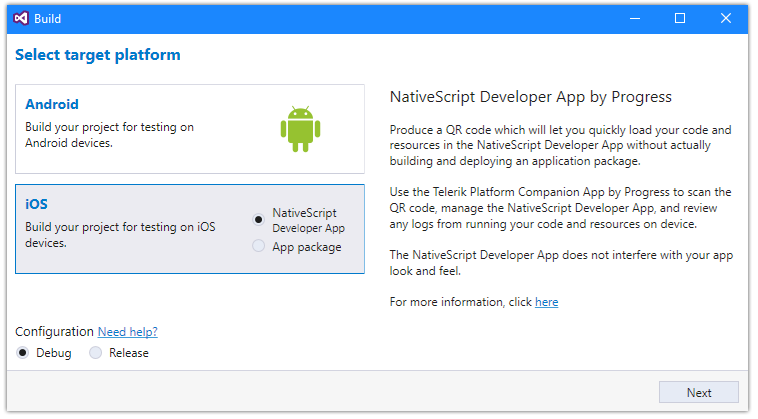 Build
Select target platform
Android
Build your project for testing on
Android devices.
iOS
Build your project for testing on iOS
devices.
NativeScript
Developer App
App package
Configuration Need help?
Debug Release
NativeScript Developer App by Progress
Produce a QR code which will let you quickly load your code and
resources in the NativeScript Developer App without actually
building and deploying an application package.
Use the Telerik Platform Companion App by Progress to scan the
QR code, manage the NativeScript Developer App, and review
any logs from running your code and resources on device.
The NativeScript Developer App does not interfere with your app
look and feel.
For more information, click here
Next